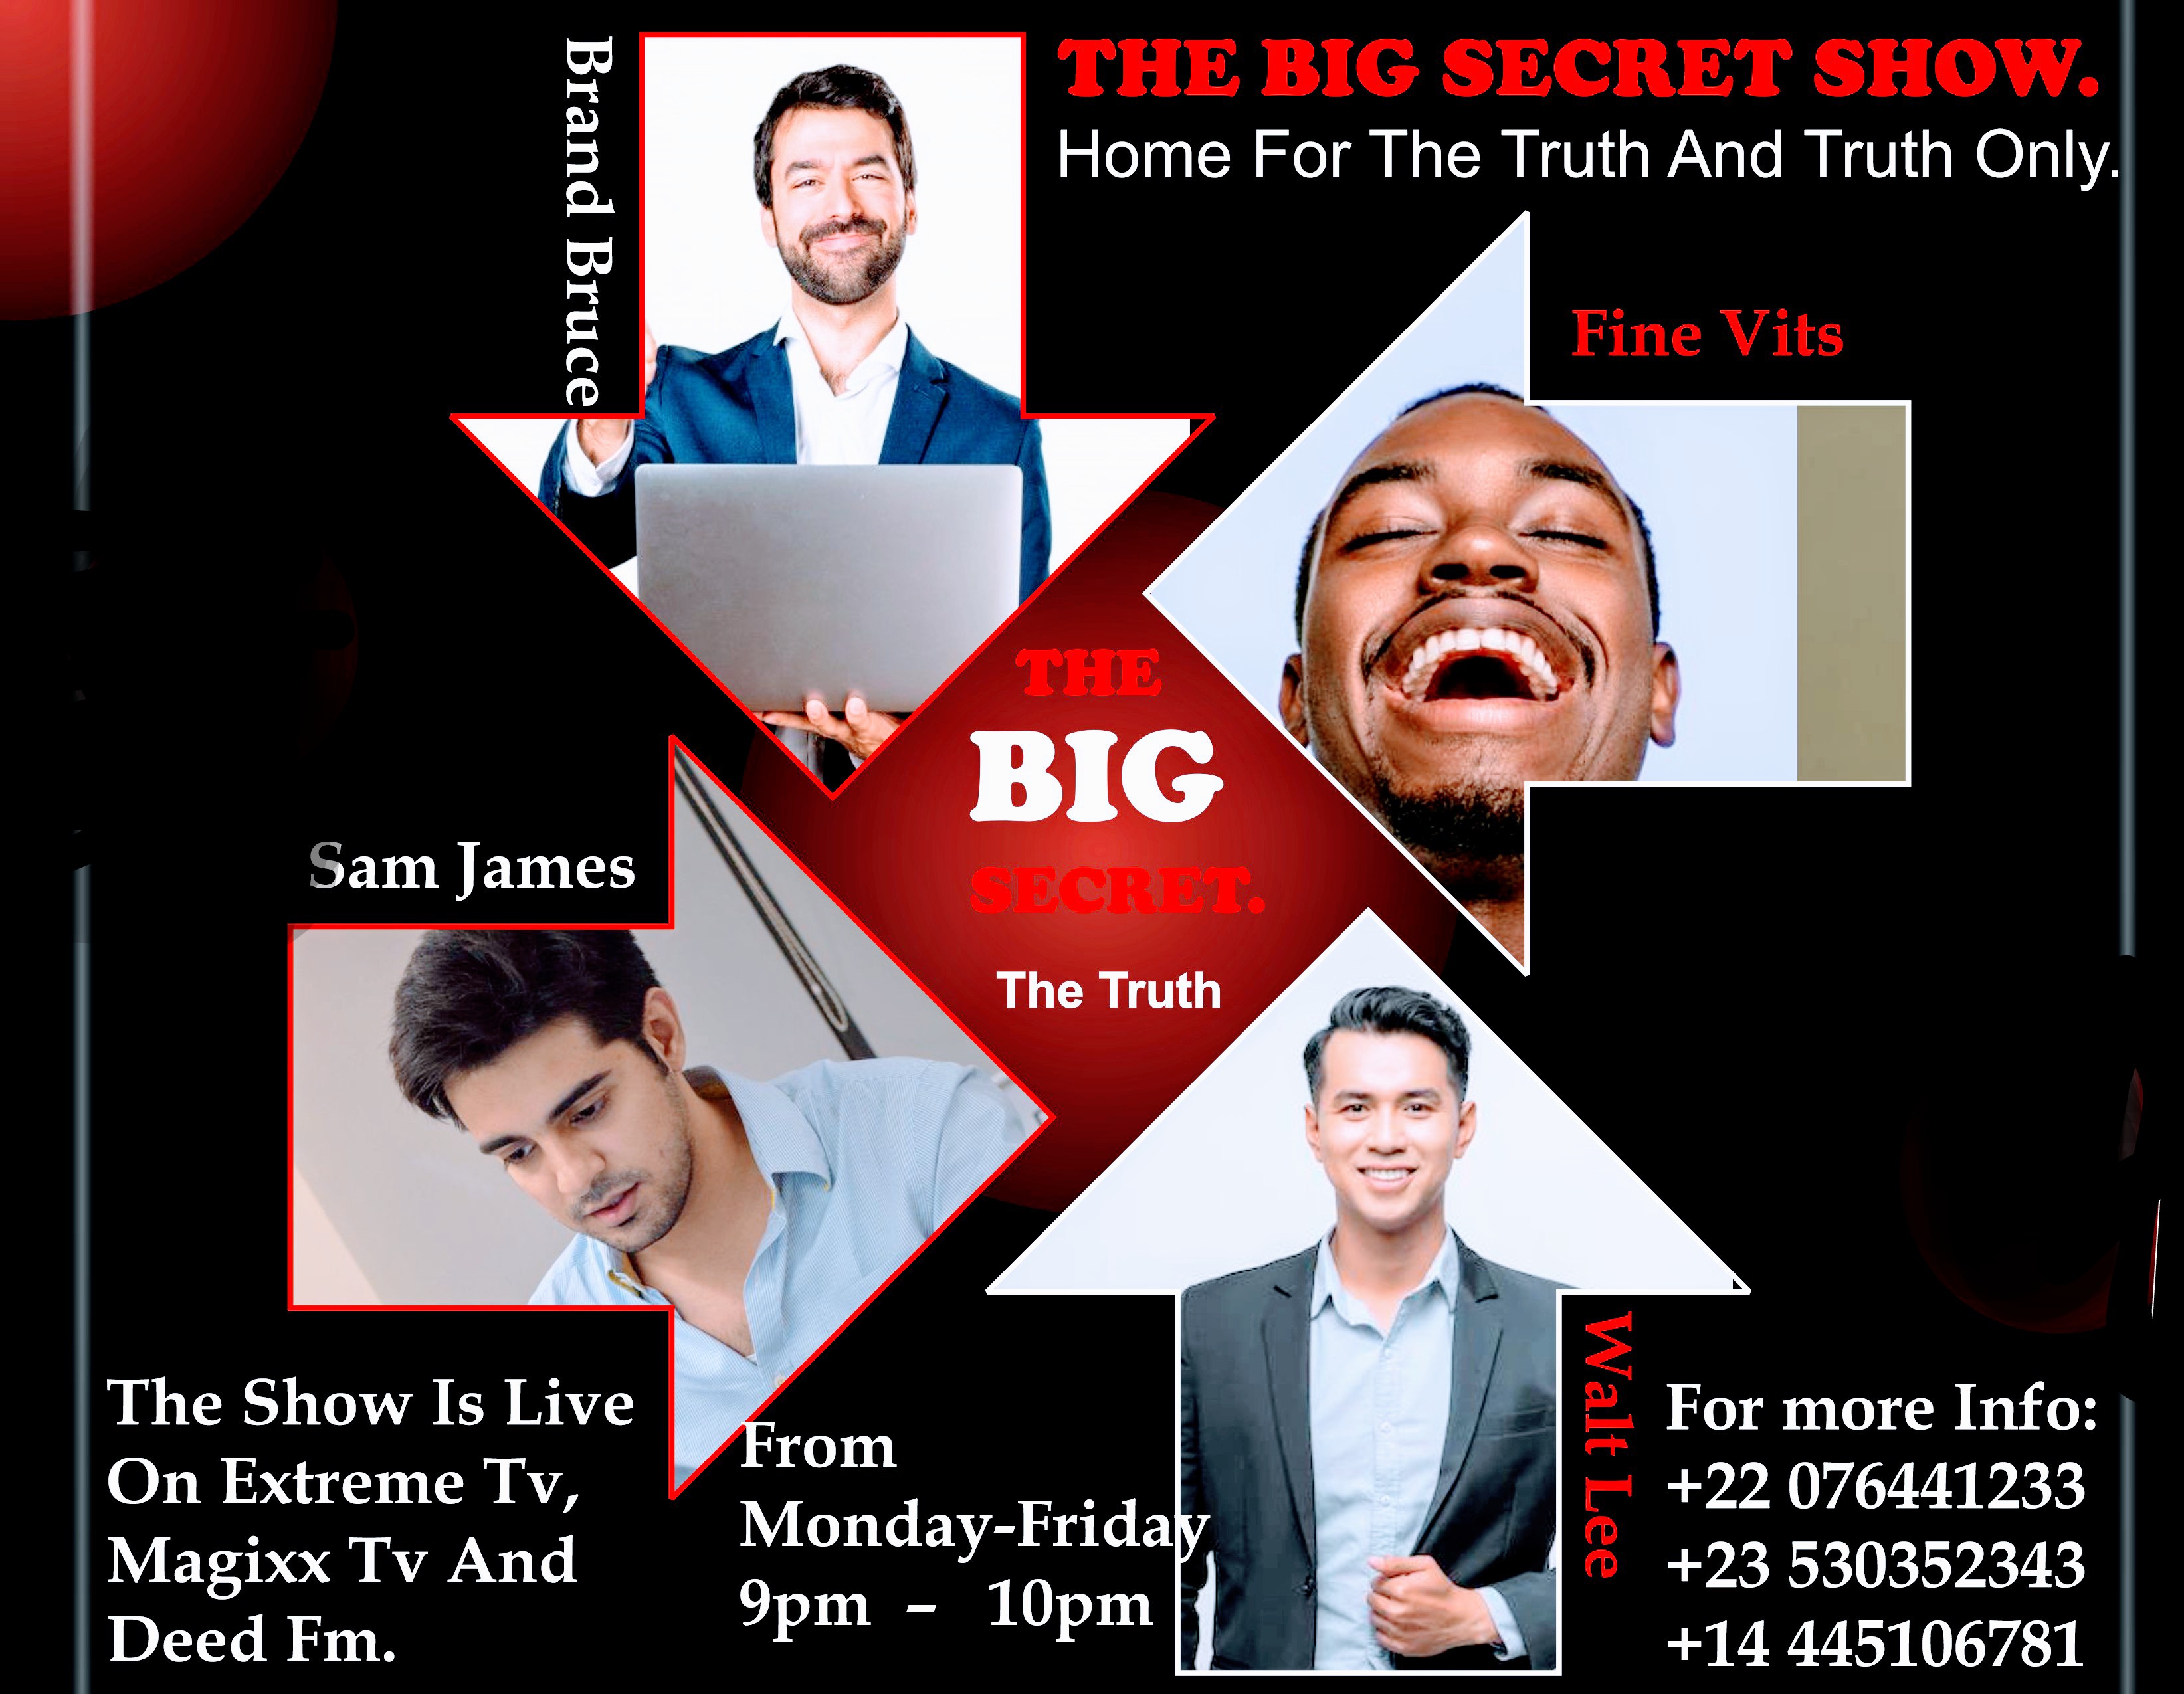 THE BIG SECRET SHOW.
Home For The Truth And Truth Only.
Brand Bruce
Fine Vits
THE
BIG
SECRET.
The Truth
Sam James
Walt Lee
The Show Is Live
On Extreme Tv,
Magixx Tv And
Deed Fm.
From
Monday-Friday
9pm – 10pm
For more Info:
+22 076441233
+23 530352343
+14 445106781